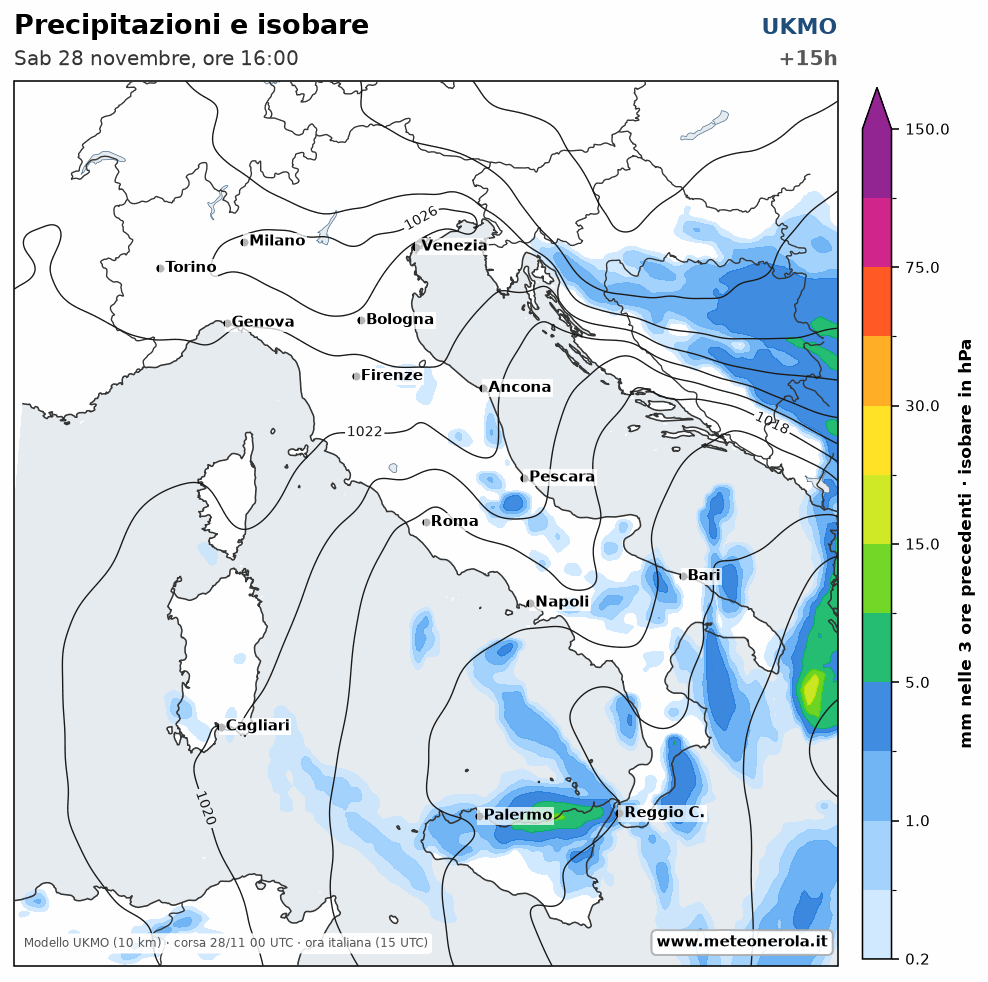 Precipitazioni e isobare
UKMO
Sab 28 novembre, ore 16:00
+15h
150.0
75.0
30.0
15.0
5.0
1.0
0.2
mm nelle 3 ore precedenti · isobare in hPa
1026
Milano
Venezia
Torino
Genova
Bologna
Firenze
Ancona
1018
1022
Pescara
Roma
Bari
Napoli
Cagliari
1020
Palermo
Reggio C.
Modello UKMO (10 km) · corsa 28/11 00 UTC · ora italiana (15 UTC)
www.meteonerola.it